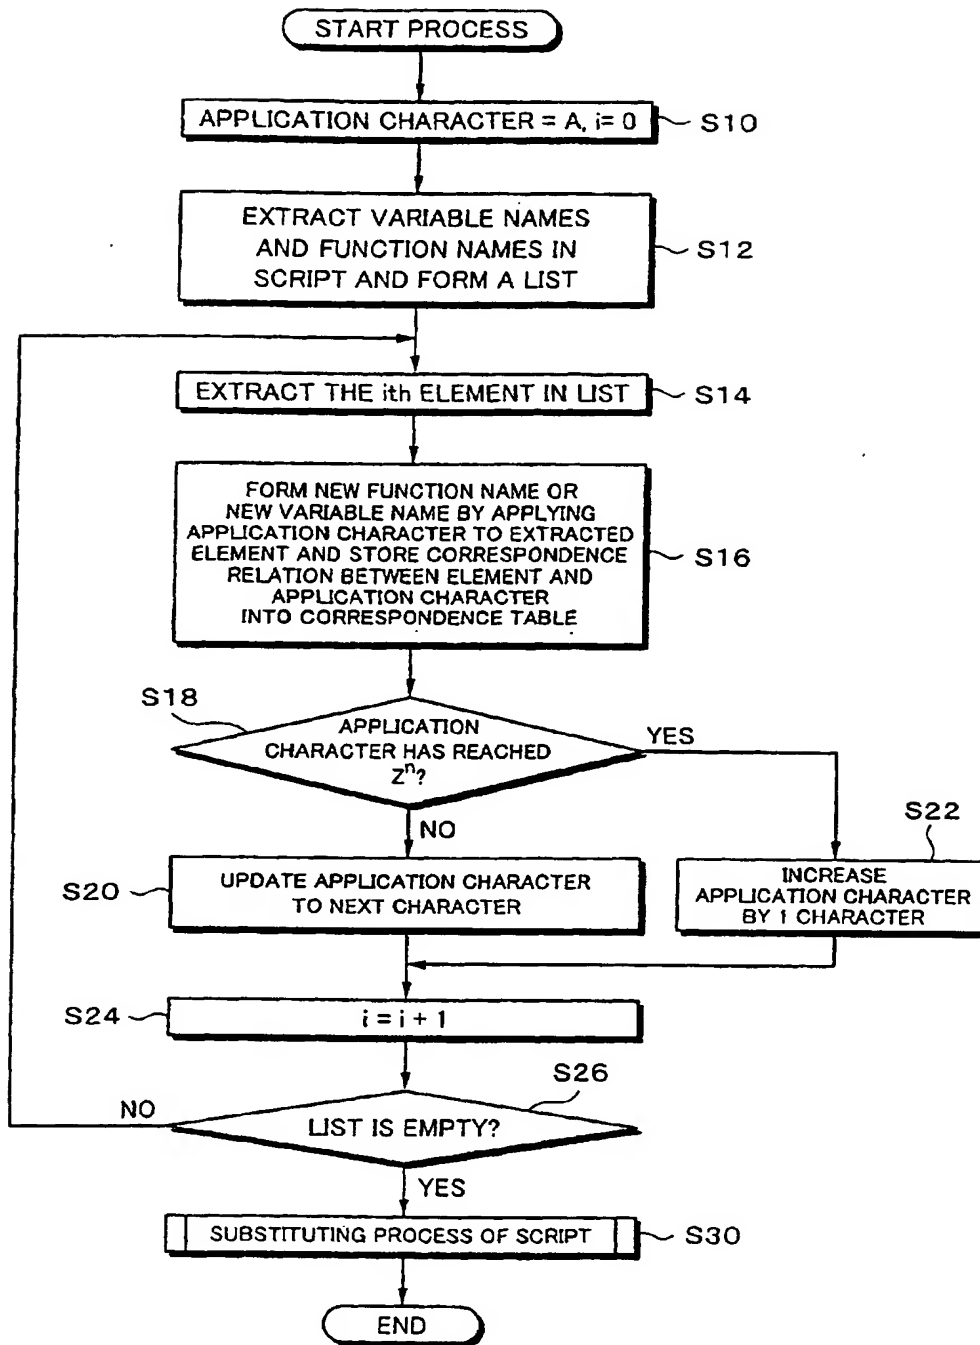 START PROCESS
APPLICATION CHARACTER = A, i= 0
S10
EXTRACT VARIABLE NAMES
AND FUNCTION NAMES IN
SCRIPT AND FORM A LIST
S12
EXTRACT THE ith ELEMENT IN LIST
S14
FORM NEW FUNCTION NAME OR
NEW VARIABLE NAME BY APPLYING
APPLICATION CHARACTER TO EXTRACTED
ELEMENT AND STORE CORRESPONDENCE
RELATION BETWEEN ELEMENT AND
APPLICATION CHARACTER
INTO CORRESPONDENCE TABLE
S16
S18
APPLICATION
CHARACTER HAS REACHED
Zⁿ?
YES
NO
S22
INCREASE
APPLICATION CHARACTER
BY 1 CHARACTER
S20
UPDATE APPLICATION CHARACTER
TO NEXT CHARACTER
S24
i = i + 1
S26
NO
LIST IS EMPTY?
YES
SUBSTITUTING PROCESS OF SCRIPT
S30
END